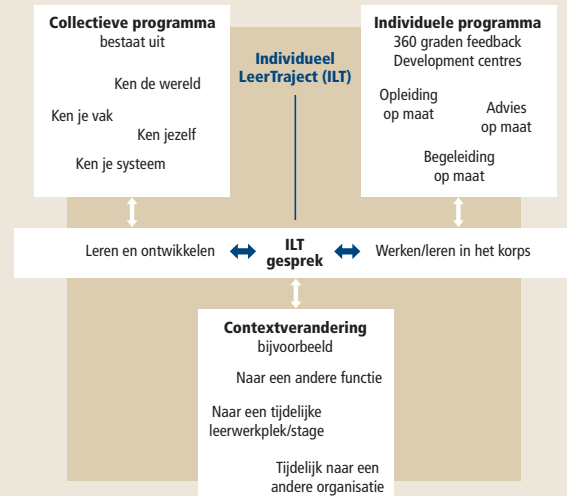 Collectieve programma
bestaat uit
Ken de wereld
Ken je vak
Ken jezelf
Ken je systeem
Individueel
LeerTraject (ILT)
Individuele programma
360 graden feedback
Development centres
Opleiding
op maat
Advies
op maat
Begeleiding
op maat
Leren en ontwikkelen
ILT
gesprek
Werken/leren in het korps
Contextverandering
bijvoorbeeld
Naar een andere functie
Naar een tijdelijke
leerwerkplek/stage
Tijdelijk naar een
andere organisatie